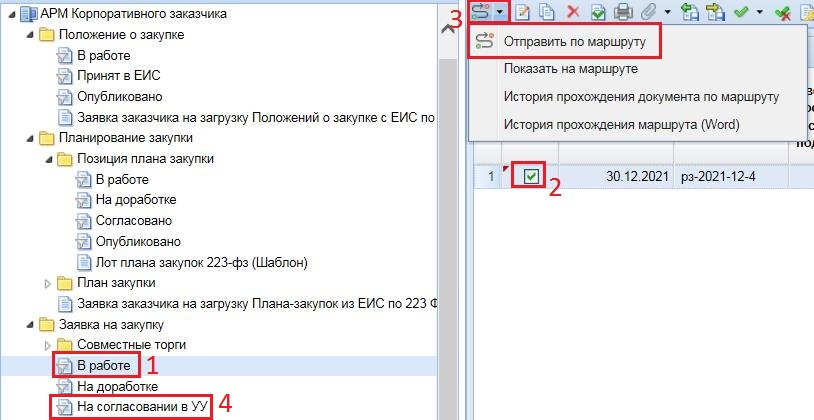 АРМ Корпоративного заказчика
Положение о закупке
В работе
Принят в ЕИС
Опубликовано
Заявка заказчика на загрузку Положений о закупке с ЕИС по
Планирование закупки
Позиция плана закупки
В работе
На доработке
Согласовано
Опубликовано
Лот плана закупок 223-фз (Шаблон)
План закупки
Заявка заказчика на загрузку Плана-закупок из ЕИС по 223 Ф
Заявка на закупку
Совместные торги
В работе 1
На доработке
На согласовании в УУ 4
3
Отправить по маршруту
Показать на маршруте
История прохождения документа по маршруту
История прохождения маршрута (Word)
1 2 30.12.2021 рз-2021-12-4